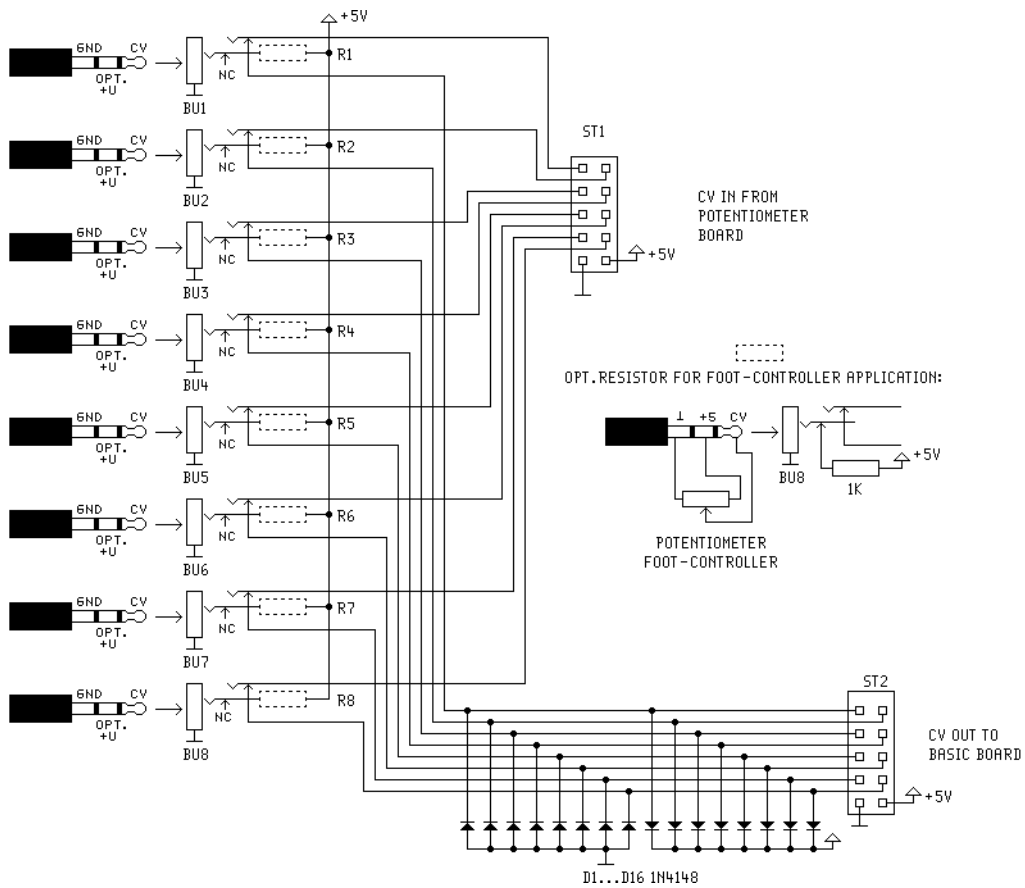 +5V
GND CV
OPT.
+U
BU1
NC
R1
GND CV
OPT.
+U
BU2
NC
R2
GND CV
OPT.
+U
BU3
NC
R3
GND CV
OPT.
+U
BU4
NC
R4
GND CV
OPT.
+U
BU5
NC
R5
GND CV
OPT.
+U
BU6
NC
R6
GND CV
OPT.
+U
BU7
NC
R7
GND CV
OPT.
+U
BU8
NC
R8
ST1
CV IN FROM
POTENTIOMETER
BOARD
+5V
OPT.RESISTOR FOR FOOT-CONTROLLER APPLICATION:
+5 CV
BU8
1K
+5V
POTENTIOMETER
FOOT-CONTROLLER
ST2
CV OUT TO
BASIC BOARD
+5V
D1...D16 1N4148